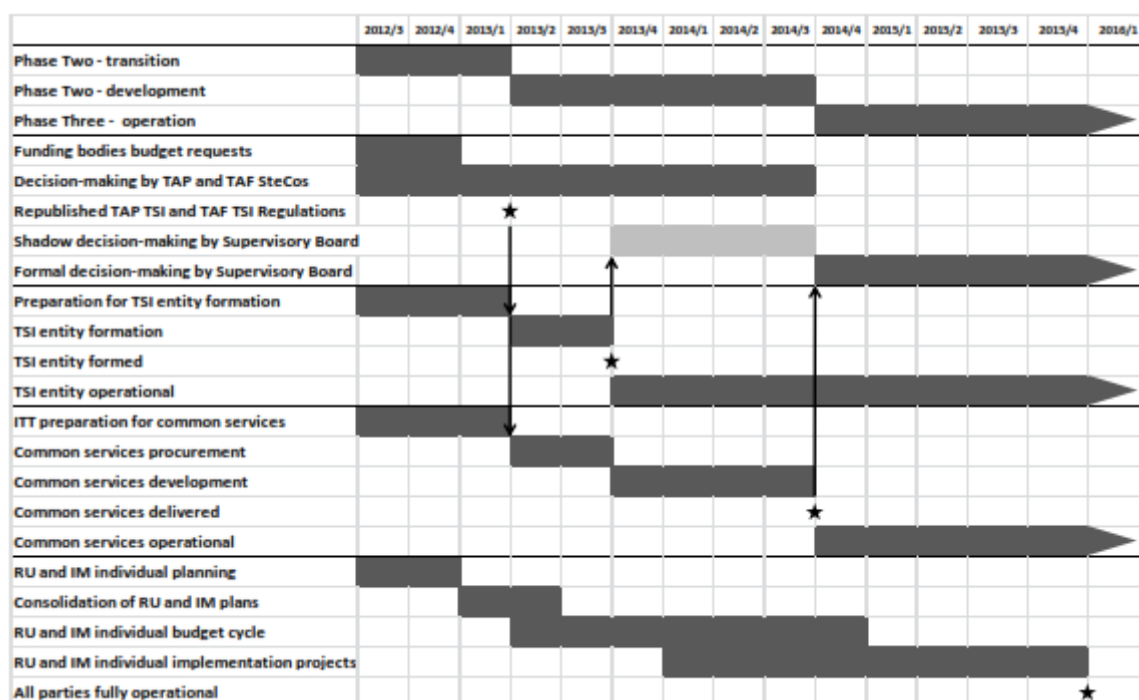 2012/3 2012/4 2013/1 2013/2 2013/3 2013/4 2014/1 2014/2 2014/3 2014/4 2015/1 2015/2 2015/3 2015/4 2016/1
Phase Two - transition
Phase Two - development
Phase Three - operation
Funding bodies budget requests
Decision-making by TAP and TAF SteCos
Republished TAP TSI and TAF TSI Regulations
Shadow decision-making by Supervisory Board
Formal decision-making by Supervisory Board
Preparation for TSI entity formation
TSI entity formation
TSI entity formed
TSI entity operational
ITT preparation for common services
Common services procurement
Common services development
Common services delivered
Common services operational
RU and IM individual planning
Consolidation of RU and IM plans
RU and IM individual budget cycle
RU and IM individual implementation projects
All parties fully operational